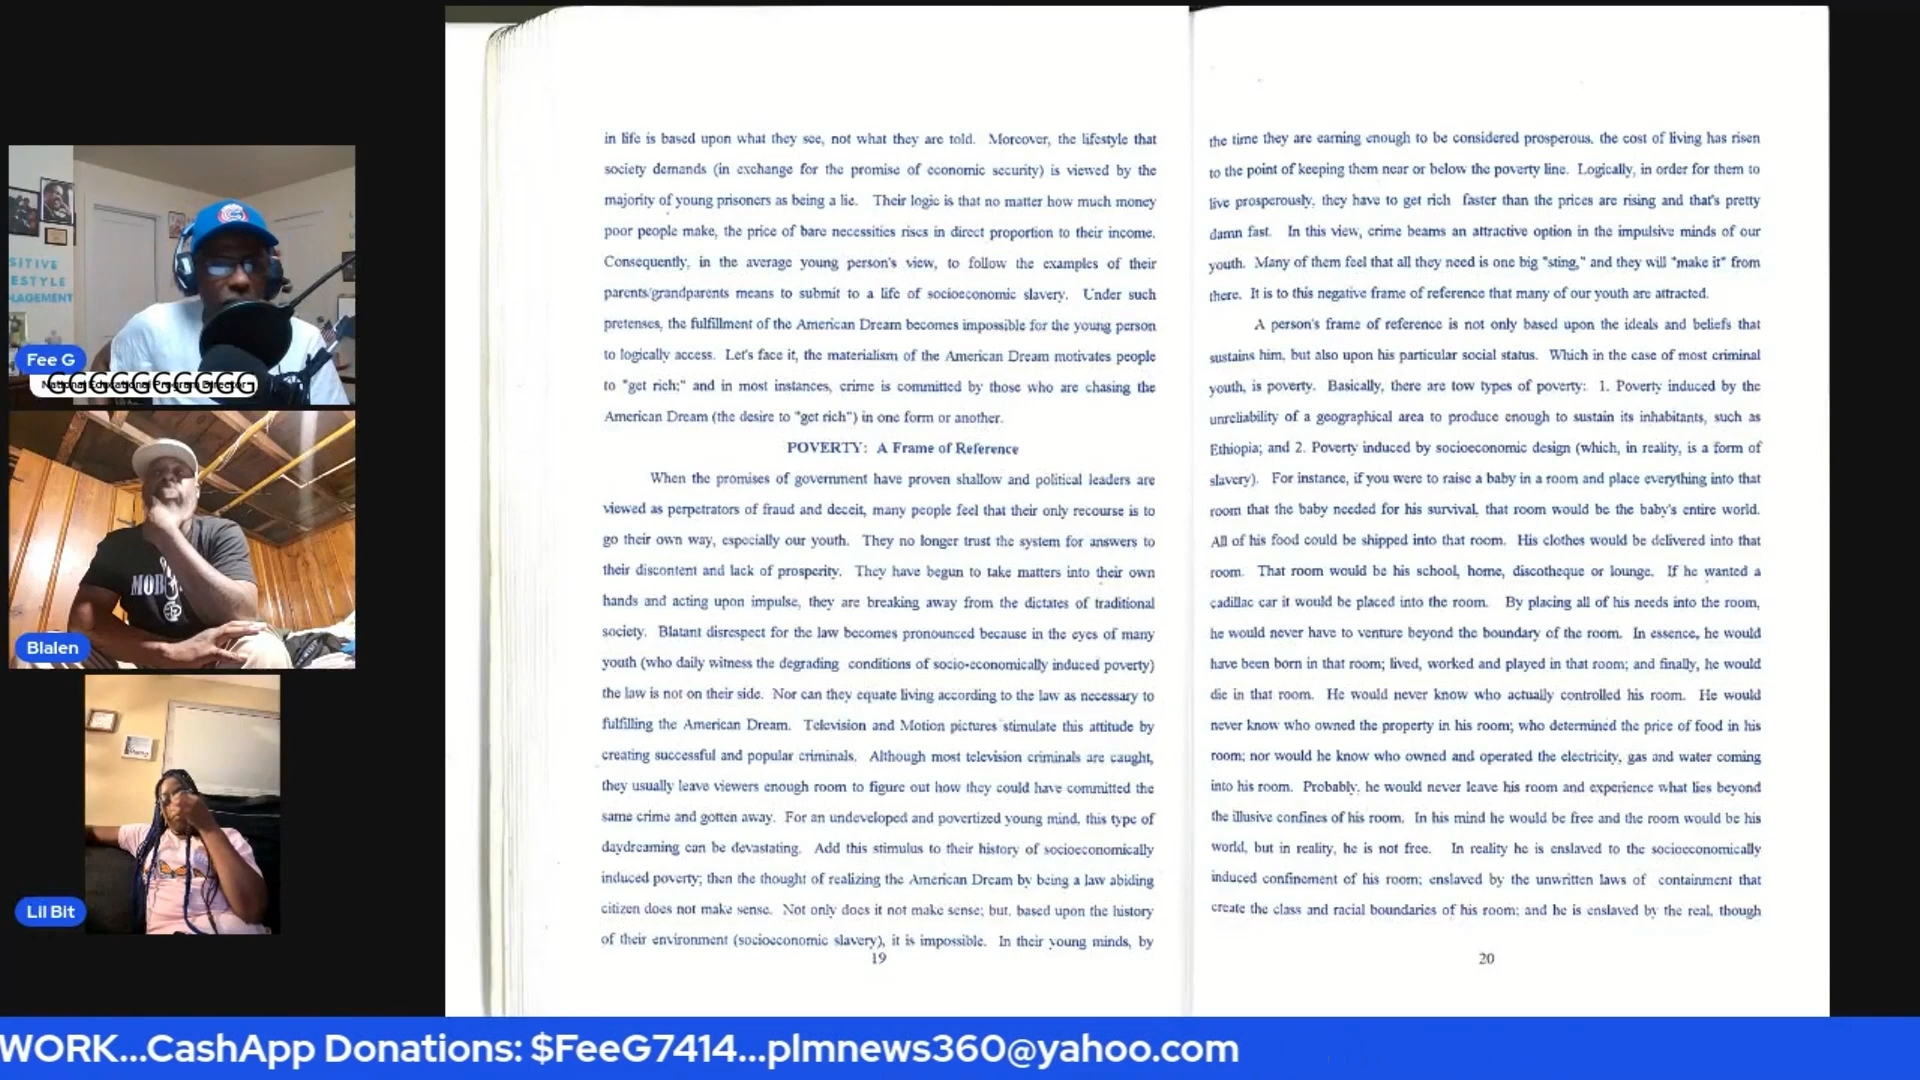 SITIVE
ESTYLE
NAGEMENT
Fee G
National Educational Program Director
GGGGGGGGGG
MOB
Blalen
Lil Bit
in life is based upon what they see, not what they are told. Moreover, the lifestyle that
society demands (in exchange for the promise of economic security) is viewed by the
majority of young prisoners as being a lie. Their logic is that no matter how much money
poor people make, the price of bare necessities rises in direct proportion to their income.
Consequently, in the average young person's view, to follow the examples of their
parents/grandparents means to submit to a life of socioeconomic slavery. Under such
pretenses, the fulfillment of the American Dream becomes impossible for the young person
to logically access. Let's face it, the materialism of the American Dream motivates people
to "get rich;" and in most instances, crime is committed by those who are chasing the
American Dream (the desire to "get rich") in one form or another.
POVERTY: A Frame of Reference
When the promises of government have proven shallow and political leaders are
viewed as perpetrators of fraud and deceit, many people feel that their only recourse is to
go their own way, especially our youth. They no longer trust the system for answers to
their discontent and lack of prosperity. They have begun to take matters into their own
hands and acting upon impulse, they are breaking away from the dictates of traditional
society. Blatant disrespect for the law becomes pronounced because in the eyes of many
youth (who daily witness the degrading conditions of socio-economically induced poverty)
the law is not on their side. Nor can they equate living according to the law as necessary to
fulfilling the American Dream. Television and Motion pictures stimulate this attitude by
creating successful and popular criminals. Although most television criminals are caught,
they usually leave viewers enough room to figure out how they could have committed the
same crime and gotten away. For an undeveloped and povertized young mind, this type of
daydreaming can be devastating. Add this stimulus to their history of socioeconomically
induced poverty; then the thought of realizing the American Dream by being a law abiding
citizen does not make sense. Not only does it not make sense; but, based upon the history
of their environment (socioeconomic slavery), it is impossible. In their young minds, by
19
the time they are earning enough to be considered prosperous, the cost of living has risen
to the point of keeping them near or below the poverty line. Logically, in order for them to
live prosperously, they have to get rich faster than the prices are rising and that's pretty
damn fast. In this view, crime beams an attractive option in the impulsive minds of our
youth. Many of them feel that all they need is one big "sting," and they will "make it" from
there. It is to this negative frame of reference that many of our youth are attracted.
A person's frame of reference is not only based upon the ideals and beliefs that
sustains him, but also upon his particular social status. Which in the case of most criminal
youth, is poverty. Basically, there are tow types of poverty: 1. Poverty induced by the
unreliability of a geographical area to produce enough to sustain its inhabitants, such as
Ethiopia; and 2. Poverty induced by socioeconomic design (which, in reality, is a form of
slavery). For instance, if you were to raise a baby in a room and place everything into that
room that the baby needed for his survival, that room would be the baby's entire world.
All of his food could be shipped into that room. His clothes would be delivered into that
room. That room would be his school, home, discotheque or lounge. If he wanted a
cadillac car it would be placed into the room. By placing all of his needs into the room,
he would never have to venture beyond the boundary of the room. In essence, he would
have been born in that room; lived, worked and played in that room; and finally, he would
die in that room. He would never know who actually controlled his room. He would
never know who owned the property in his room; who determined the price of food in his
room; nor would he know who owned and operated the electricity, gas and water coming
into his room. Probably, he would never leave his room and experience what lies beyond
the illusive confines of his room. In his mind he would be free and the room would be his
world, but in reality, he is not free. In reality he is enslaved to the socioeconomically
induced confinement of his room; enslaved by the unwritten laws of containment that
create the class and racial boundaries of his room; and he is enslaved by the real, though
20
WORK...CashApp Donations: $FeeG7414...plmnews360@yahoo.com